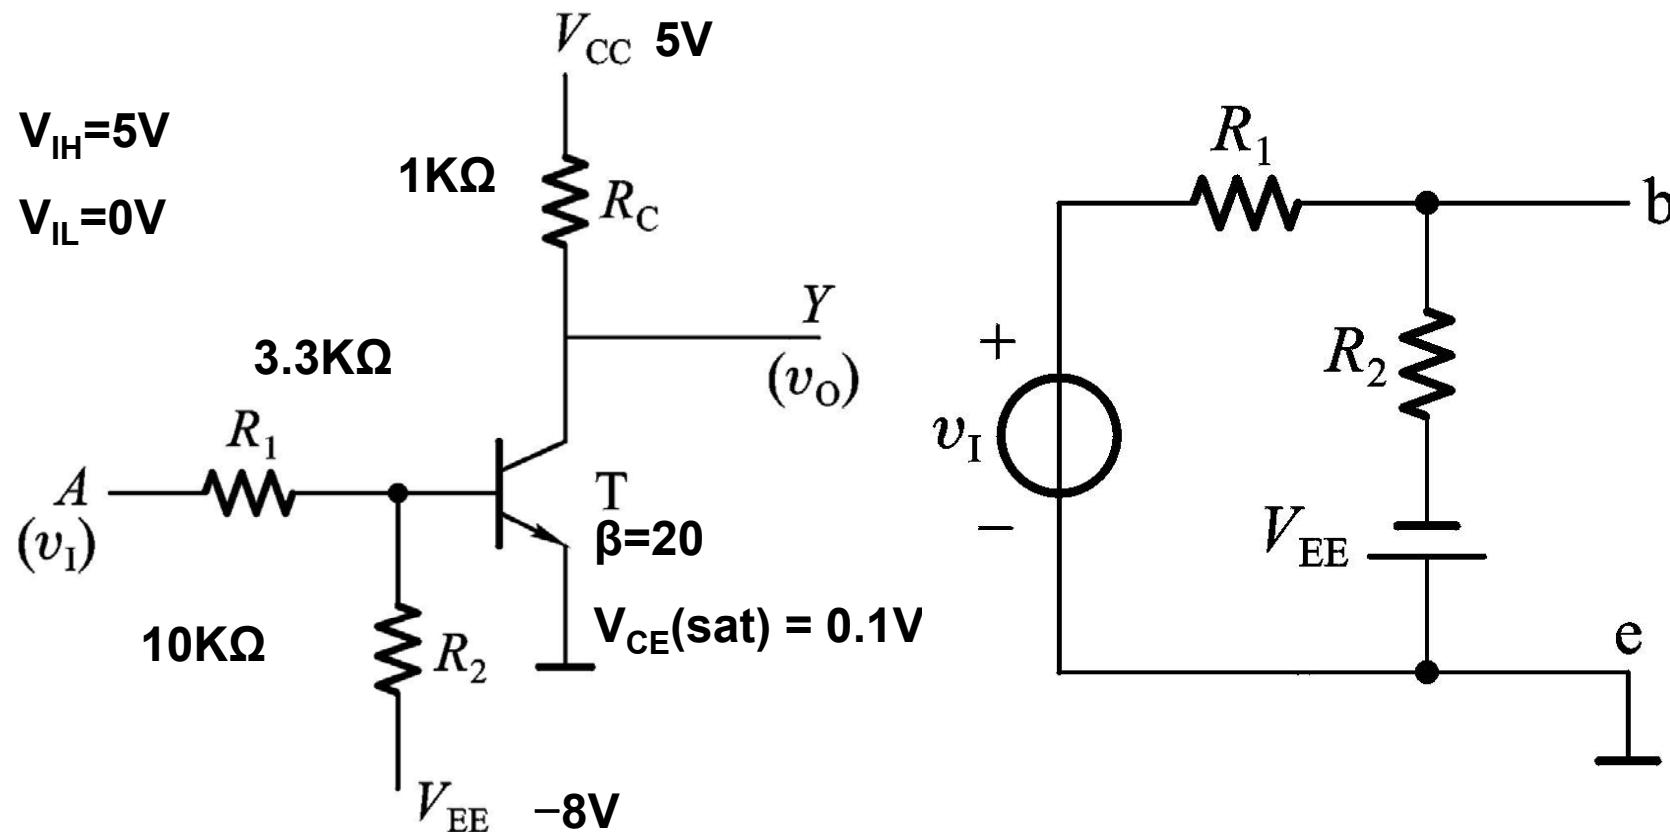 V_CC 5V
V_IH=5V
1KΩ
R_C
V_IL=0V
Y
(v_O)
3.3KΩ
R_1
A
(v_I)
T
β=20
V_CE(sat) = 0.1V
10KΩ
R_2
V_EE −8V
R_1
b
+
R_2
v_I
−
V_EE
e